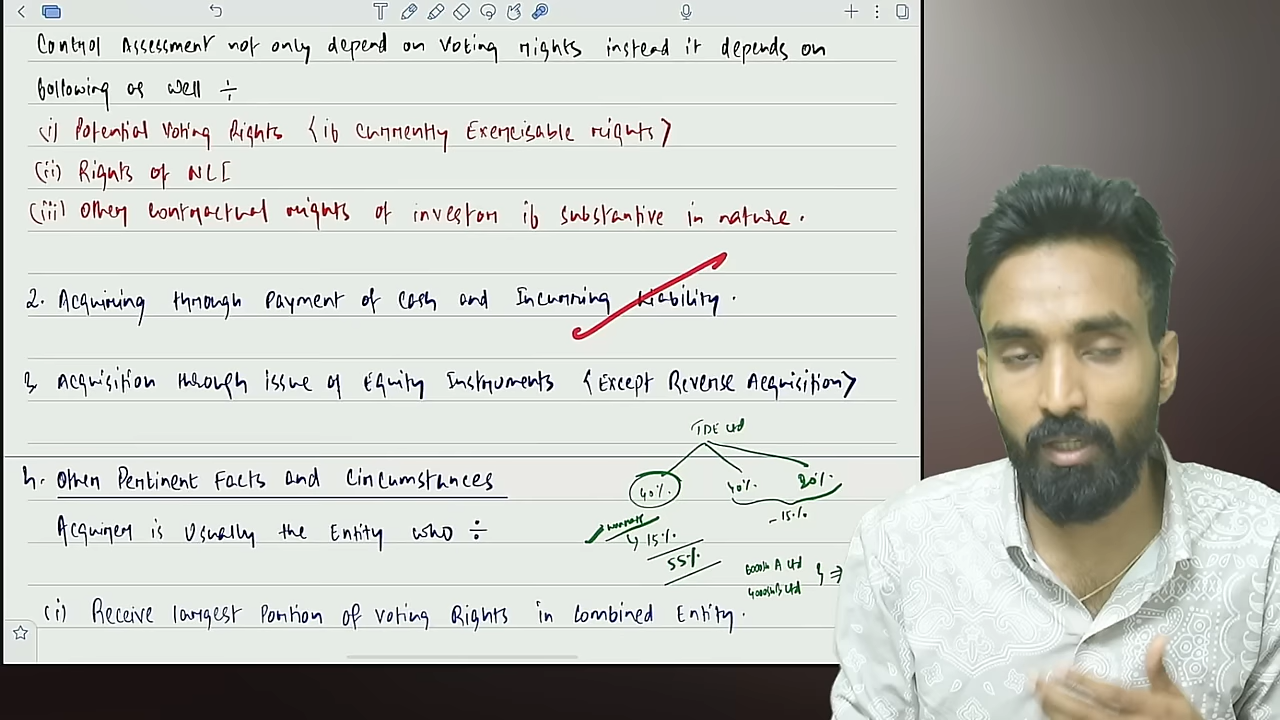 Control Assessment not only depend on Voting rights instead it depends on
following as well ÷
(i) Potential Voting Rights {if currently Exercisable rights}
(ii) Rights of NCI
(iii) Other contractual rights of investor if substantive in nature.
2. Acquiring through Payment of Cash and Incurring Liability.
3. Acquisition through issue of Equity Instruments {Except Reverse Acquisition}
TDE Ltd
4. Other Pertinent Facts and Circumstances
40% 40% 20%
Acquirer is Usually the Entity who ÷
-15%
↳ 15%
55%
6000sh A Ltd
4000sh B Ltd } ⇒
(i) Receive largest Portion of Voting Rights in Combined Entity.